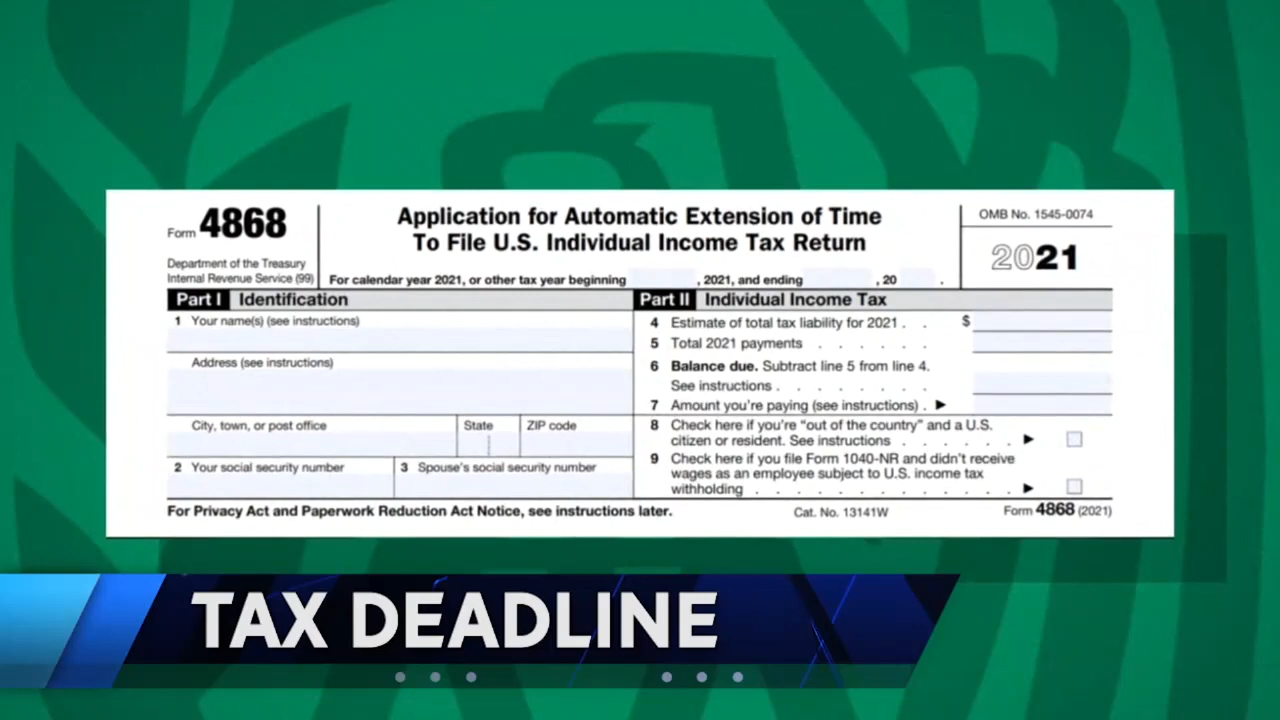 Form 4868
Department of the Treasury
Internal Revenue Service (99)
Application for Automatic Extension of Time
To File U.S. Individual Income Tax Return
For calendar year 2021, or other tax year beginning , 2021, and ending , 20 .
OMB No. 1545-0074
2021
Part I Identification
1 Your name(s) (see instructions)
Address (see instructions)
City, town, or post office State ZIP code
2 Your social security number 3 Spouse's social security number
Part II Individual Income Tax
4 Estimate of total tax liability for 2021 . . $
5 Total 2021 payments . . . . . .
6 Balance due. Subtract line 5 from line 4.
See instructions . . . . . . . .
7 Amount you're paying (see instructions) . ►
8 Check here if you're "out of the country" and a U.S.
citizen or resident. See instructions . . . . . . ►
9 Check here if you file Form 1040-NR and didn't receive
wages as an employee subject to U.S. income tax
withholding . . . . . . . . . . . . . ►
For Privacy Act and Paperwork Reduction Act Notice, see instructions later. Cat. No. 13141W Form 4868 (2021)
TAX DEADLINE